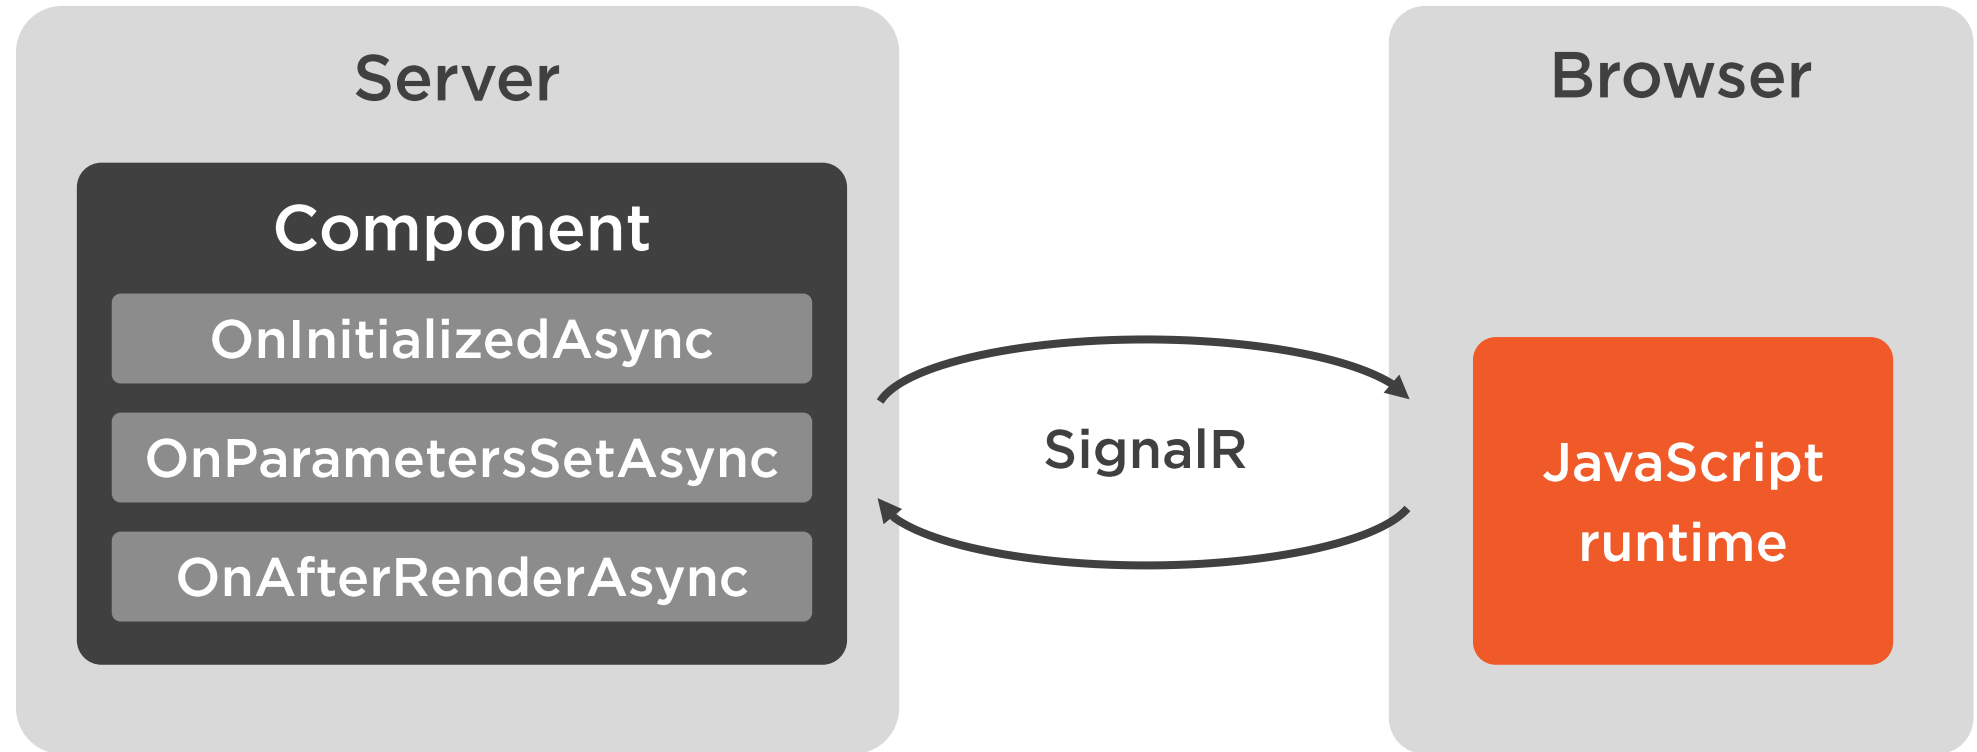 Server
Component
OnInitializedAsync
OnParametersSetAsync
OnAfterRenderAsync
SignalR
Browser
JavaScript
runtime